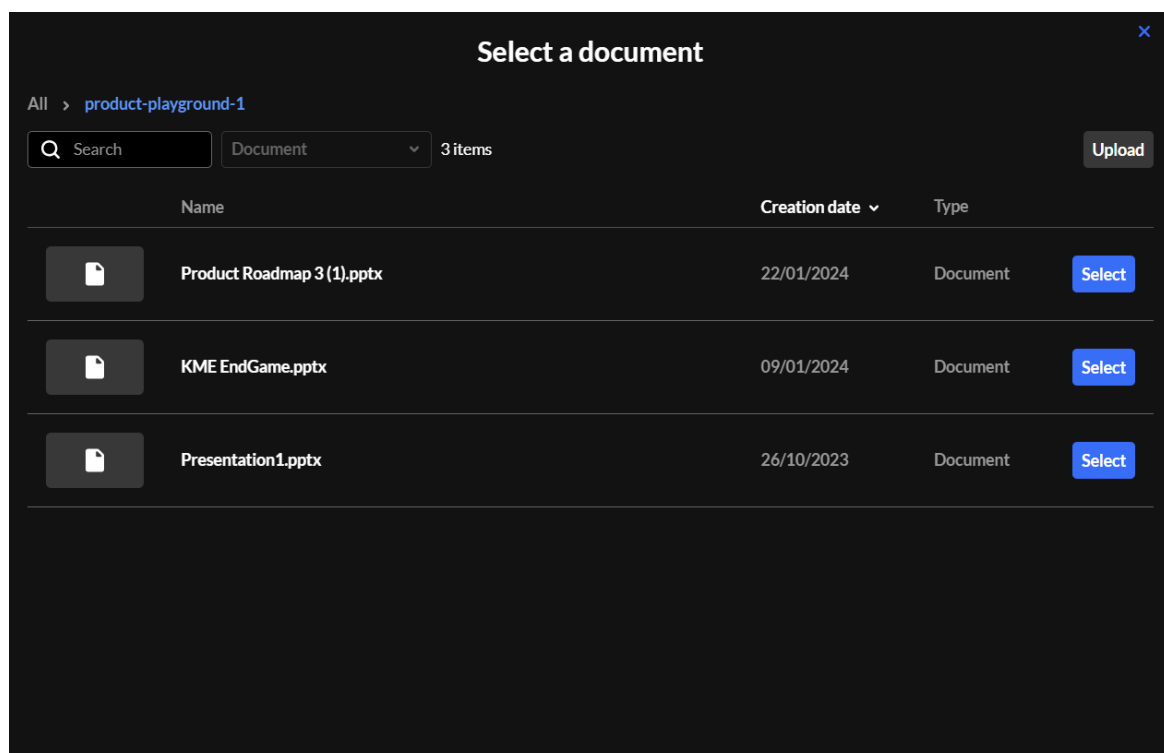 Select a document
All > product-playground-1
Search Document 3 items Upload
Name Creation date Type
Product Roadmap 3 (1).pptx 22/01/2024 Document Select
KME EndGame.pptx 09/01/2024 Document Select
Presentation1.pptx 26/10/2023 Document Select